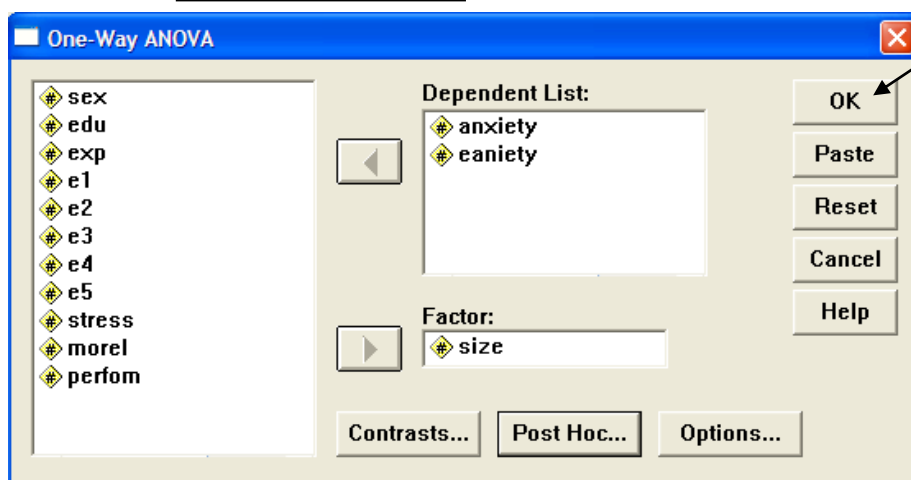 One-Way ANOVA
sex
edu
exp
e1
e2
e3
e4
e5
stress
morel
perfom
Dependent List:
anxiety
eaniety
Factor:
size
Contrasts...
Post Hoc...
Options...
OK
Paste
Reset
Cancel
Help